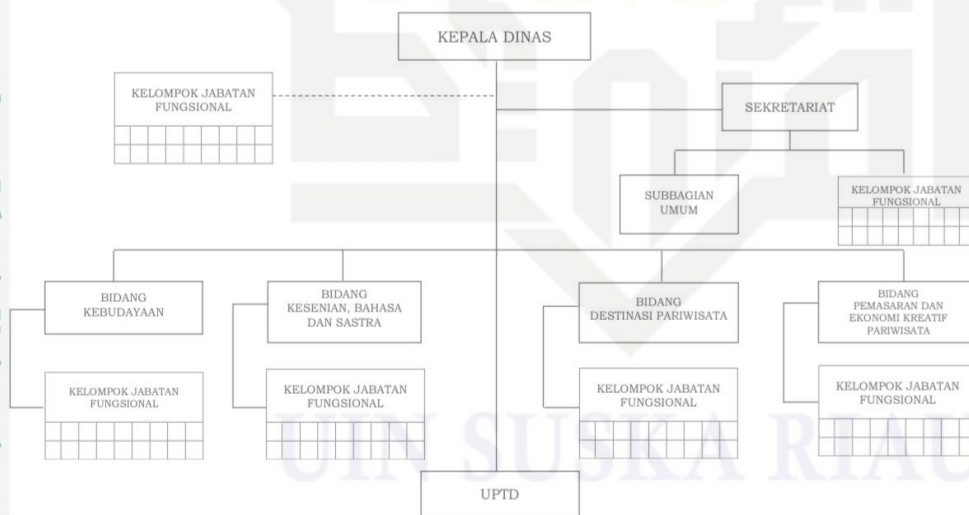 KEPALA DINAS
KELOMPOK JABATAN
FUNGSIONAL
SEKRETARIAT
SUBBAGIAN
UMUM
KELOMPOK JABATAN
FUNGSIONAL
BIDANG
KEBUDAYAAN
BIDANG
KESENIAN, BAHASA
DAN SASTRA
BIDANG
DESTINASI PARIWISATA
BIDANG
PEMASARAN DAN
EKONOMI KREATIF
PARIWISATA
KELOMPOK JABATAN
FUNGSIONAL
KELOMPOK JABATAN
FUNGSIONAL
KELOMPOK JABATAN
FUNGSIONAL
KELOMPOK JABATAN
FUNGSIONAL
UIN SUSKA RIAU
UPTD